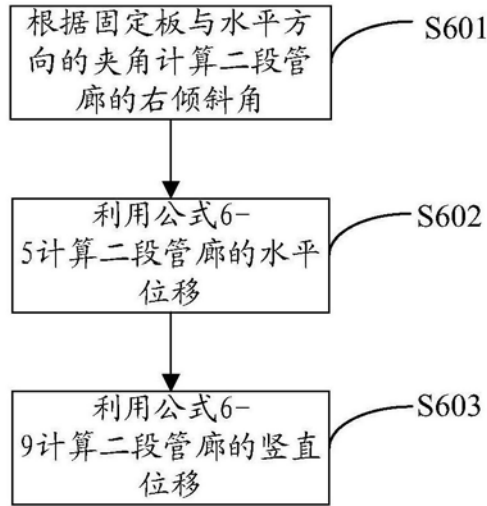 根据固定板与水平方
向的夹角计算二段管
廊的右倾斜角
S601
利用公式6-
5计算二段管廊的水平
位移
S602
利用公式6-
9计算二段管廊的竖直
位移
S603